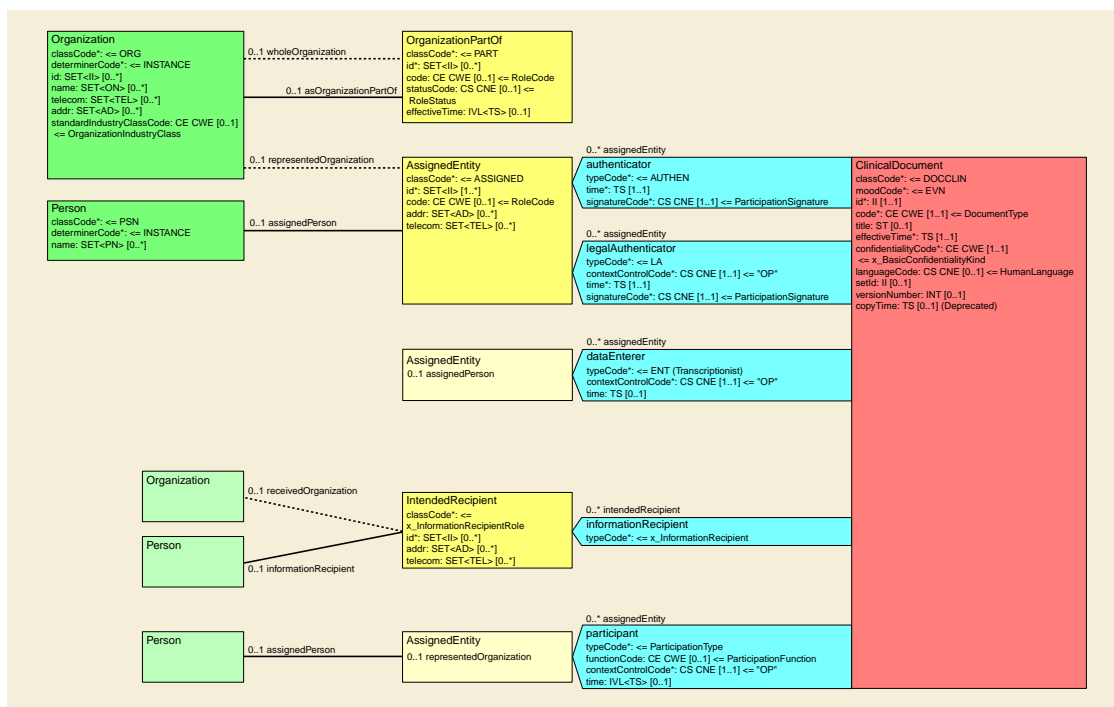 Organization
classCode*: <= ORG
determinerCode*: <= INSTANCE
id: SET<II> [0..*]
name: SET<ON> [0..*]
telecom: SET<TEL> [0..*]
addr: SET<AD> [0..*]
standardIndustryClassCode: CE CWE [0..1]
<= OrganizationIndustryClass
0..1 wholeOrganization
0..1 asOrganizationPartOf
OrganizationPartOf
classCode*: <= PART
id*: SET<II> [0..*]
code: CE CWE [0..1] <= RoleCode
statusCode: CS CNE [0..1] <=
RoleStatus
effectiveTime: IVL<TS> [0..1]
0..1 representedOrganization
Person
classCode*: <= PSN
determinerCode*: <= INSTANCE
name: SET<PN> [0..*]
0..1 assignedPerson
AssignedEntity
classCode*: <= ASSIGNED
id*: SET<II> [1..*]
code: CE CWE [0..1] <= RoleCode
addr: SET<AD> [0..*]
telecom: SET<TEL> [0..*]
0..* assignedEntity
authenticator
typeCode*: <= AUTHEN
time*: TS [1..1]
signatureCode*: CS CNE [1..1] <= ParticipationSignature
0..* assignedEntity
legalAuthenticator
typeCode*: <= LA
contextControlCode*: CS CNE [1..1] <= "OP"
time*: TS [1..1]
signatureCode*: CS CNE [1..1] <= ParticipationSignature
ClinicalDocument
classCode*: <= DOCCLIN
moodCode*: <= EVN
id*: II [1..1]
code*: CE CWE [1..1] <= DocumentType
title: ST [0..1]
effectiveTime*: TS [1..1]
confidentialityCode*: CE CWE [1..1]
<= x_BasicConfidentialityKind
languageCode: CS CNE [0..1] <= HumanLanguage
setId: II [0..1]
versionNumber: INT [0..1]
copyTime: TS [0..1] (Deprecated)
0..* assignedEntity
AssignedEntity
0..1 assignedPerson
dataEnterer
typeCode*: <= ENT (Transcriptionist)
contextControlCode*: CS CNE [1..1] <= "OP"
time: TS [0..1]
Organization
0..1 receivedOrganization
Person
0..1 informationRecipient
IntendedRecipient
classCode*: <=
x_InformationRecipientRole
id*: SET<II> [0..*]
addr: SET<AD> [0..*]
telecom: SET<TEL> [0..*]
0..* intendedRecipient
informationRecipient
typeCode*: <= x_InformationRecipient
Person
0..1 assignedPerson
AssignedEntity
0..1 representedOrganization
0..* assignedEntity
participant
typeCode*: <= ParticipationType
functionCode: CE CWE [0..1] <= ParticipationFunction
contextControlCode*: CS CNE [1..1] <= "OP"
time: IVL<TS> [0..1]